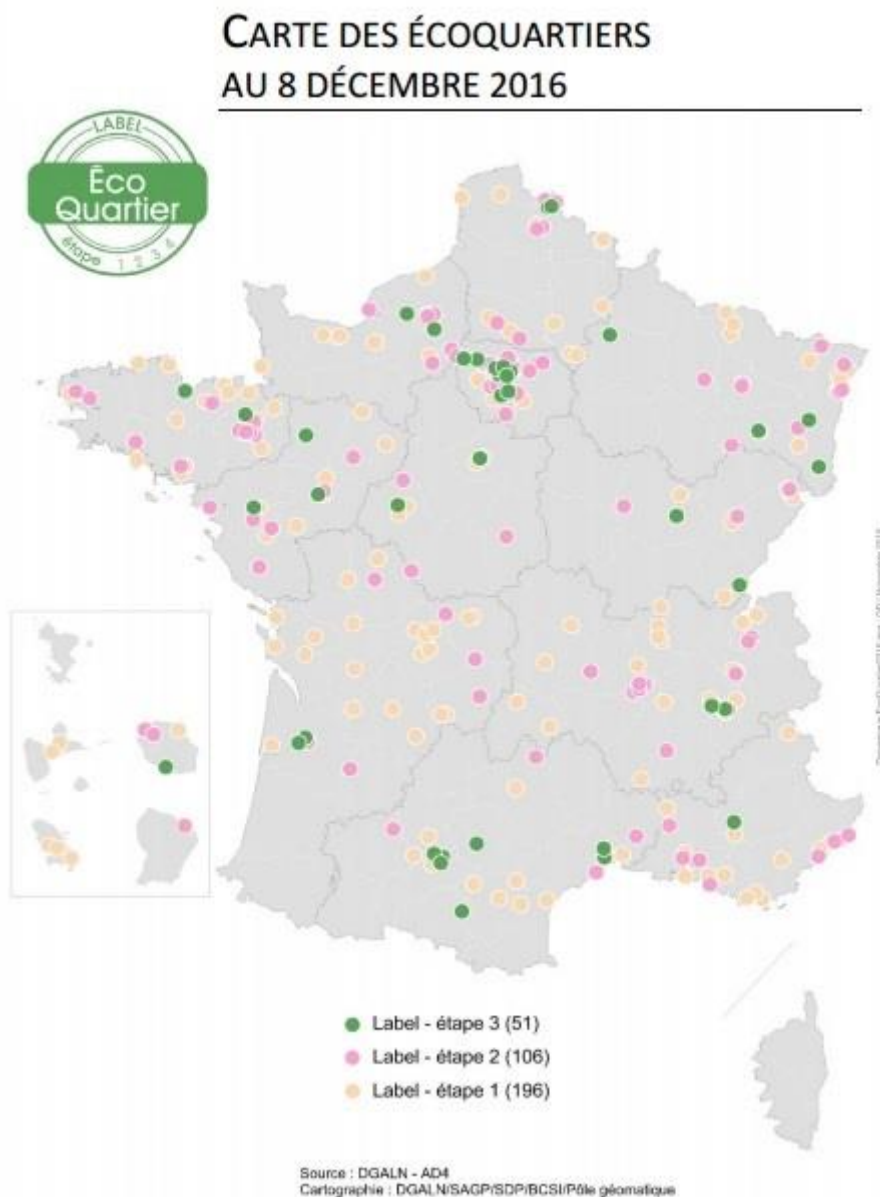 CARTE DES ÉCOQUARTIERS
AU 8 DÉCEMBRE 2016
LABEL
Éco
Quartier
étape 1 2 3 4
Label - étape 3 (51)
Label - étape 2 (106)
Label - étape 1 (196)
Source : DGALN - AD4
Cartographie : DGALN/SAGP/SDP/BCSI/Pôle géomatique